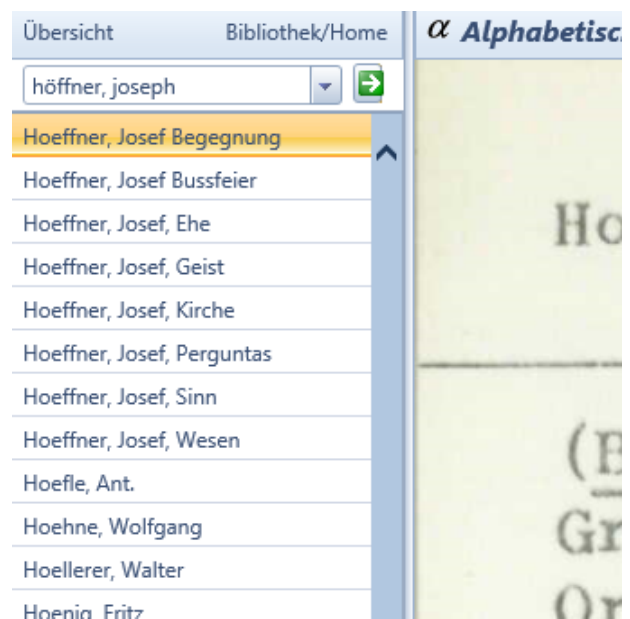 Übersicht Bibliothek/Home
α Alphabetisc
höffner, joseph
Hoeffner, Josef Begegnung
Hoeffner, Josef Bussfeier
Hoeffner, Josef, Ehe
Hoeffner, Josef, Geist
Hoeffner, Josef, Kirche
Hoeffner, Josef, Perguntas
Hoeffner, Josef, Sinn
Hoeffner, Josef, Wesen
Hoefle, Ant.
Hoehne, Wolfgang
Hoellerer, Walter
Hoenig, Fritz
Ho
(B
Gr
Or